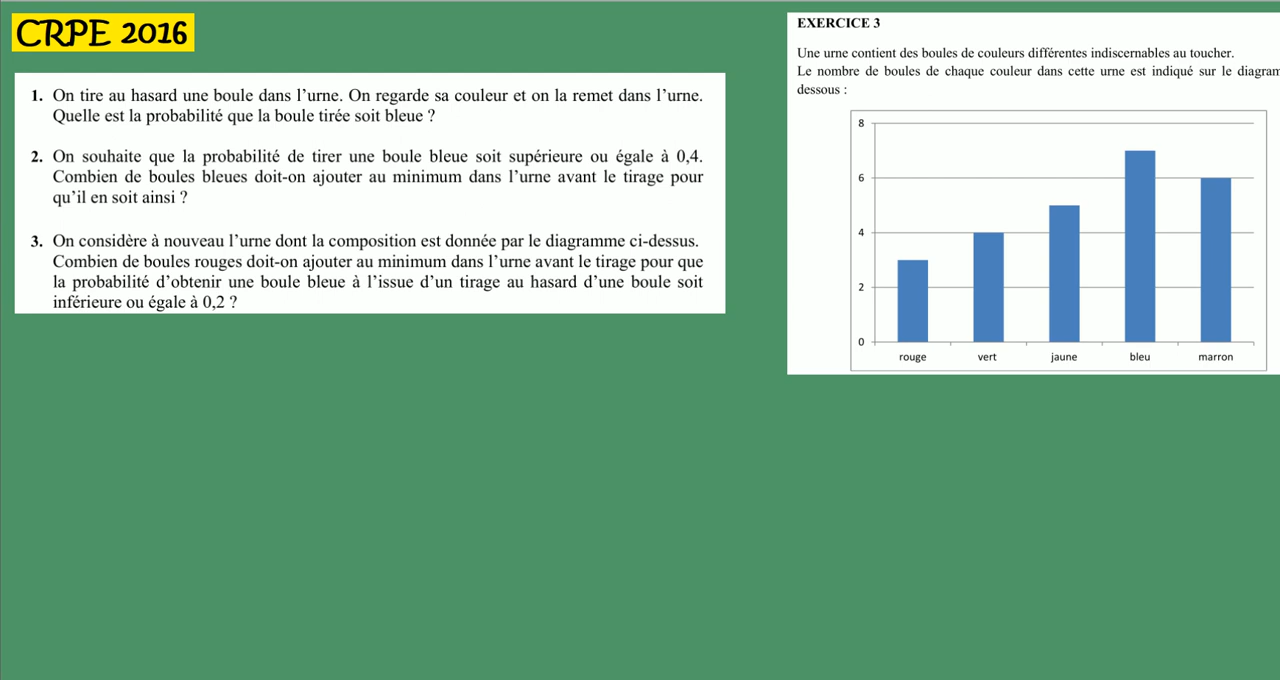 CRPE 2016
1. On tire au hasard une boule dans l’urne. On regarde sa couleur et on la remet dans l’urne.
Quelle est la probabilité que la boule tirée soit bleue ?
2. On souhaite que la probabilité de tirer une boule bleue soit supérieure ou égale à 0,4.
Combien de boules bleues doit-on ajouter au minimum dans l’urne avant le tirage pour
qu’il en soit ainsi ?
3. On considère à nouveau l’urne dont la composition est donnée par le diagramme ci-dessus.
Combien de boules rouges doit-on ajouter au minimum dans l’urne avant le tirage pour que
la probabilité d’obtenir une boule bleue à l’issue d’un tirage au hasard d’une boule soit
inférieure ou égale à 0,2 ?
EXERCICE 3
Une urne contient des boules de couleurs différentes indiscernables au toucher.
Le nombre de boules de chaque couleur dans cette urne est indiqué sur le diagram
dessous :
8
6
4
2
0
rouge vert jaune bleu marron